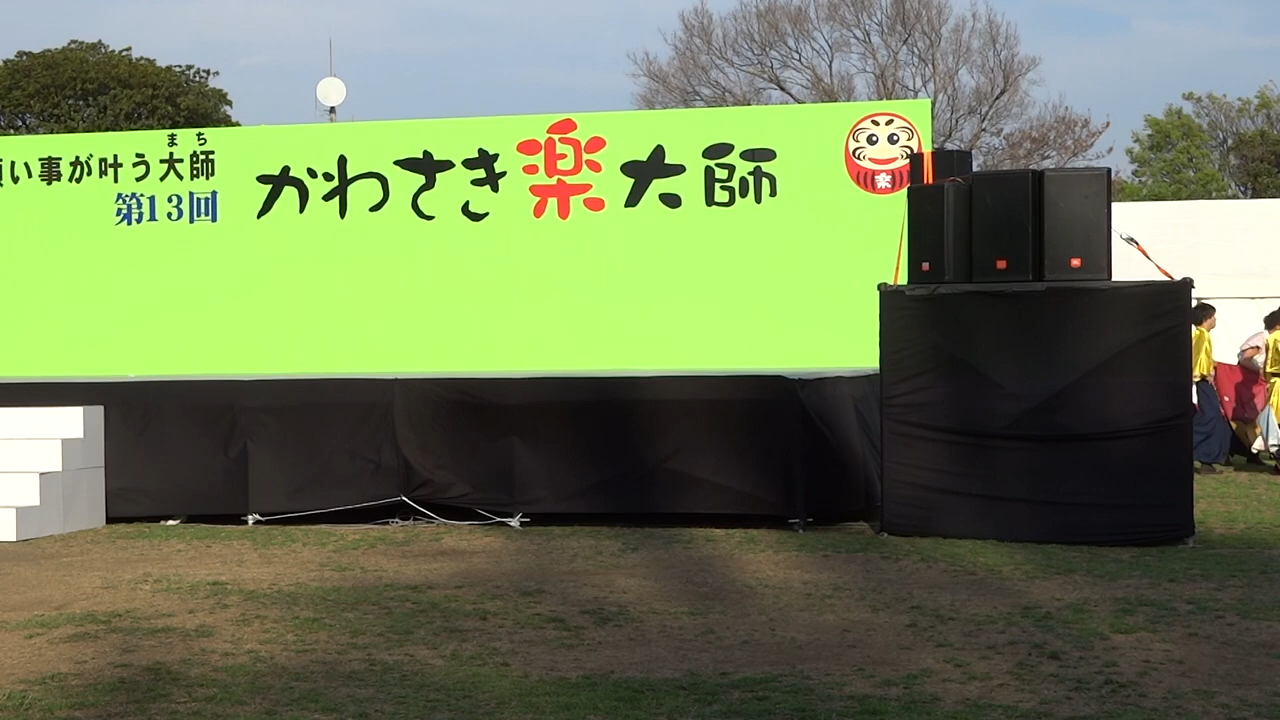 まち
い事が叶う大師
第13回
かわさき楽大師
楽